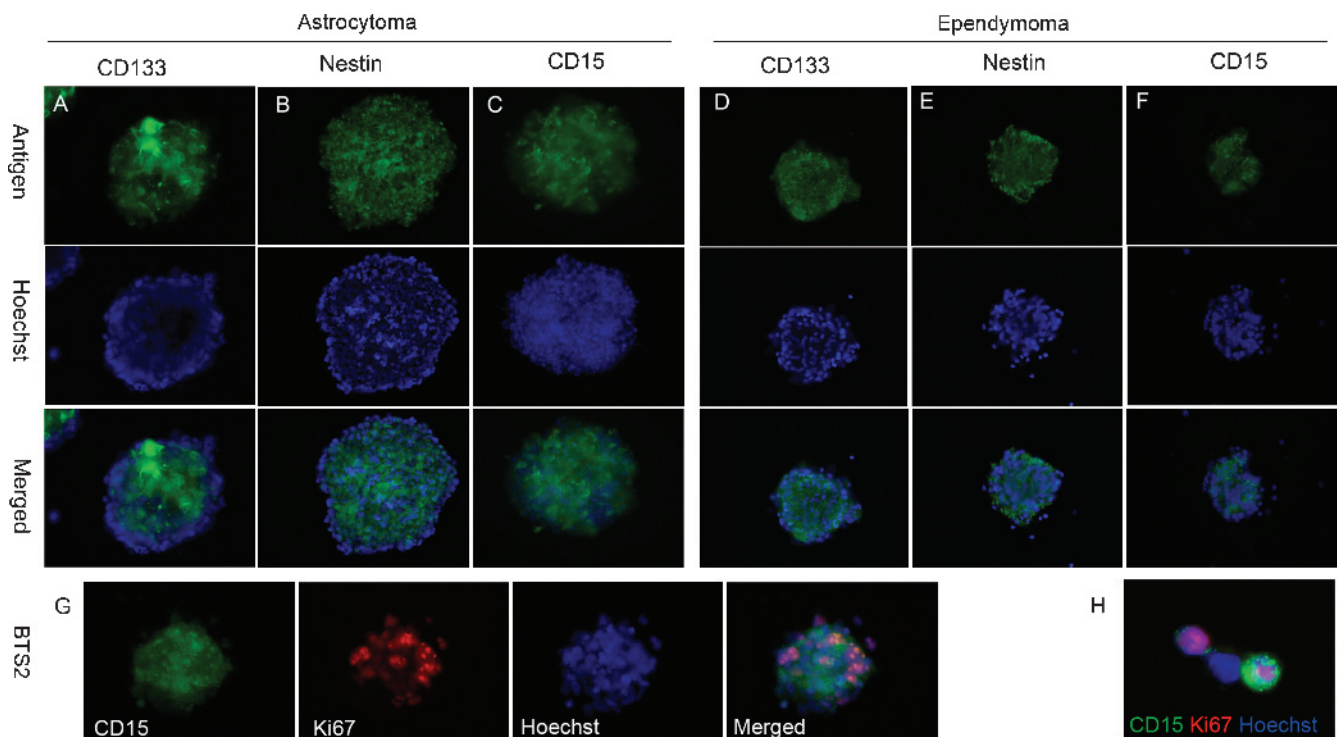 Astrocytoma
Ependymoma
CD133
Nestin
CD15
CD133
Nestin
CD15
Antigen
A
B
C
D
E
F
Hoechst
Merged
BTS2
G
CD15
Ki67
Hoechst
Merged
H
CD15 Ki67 Hoechst